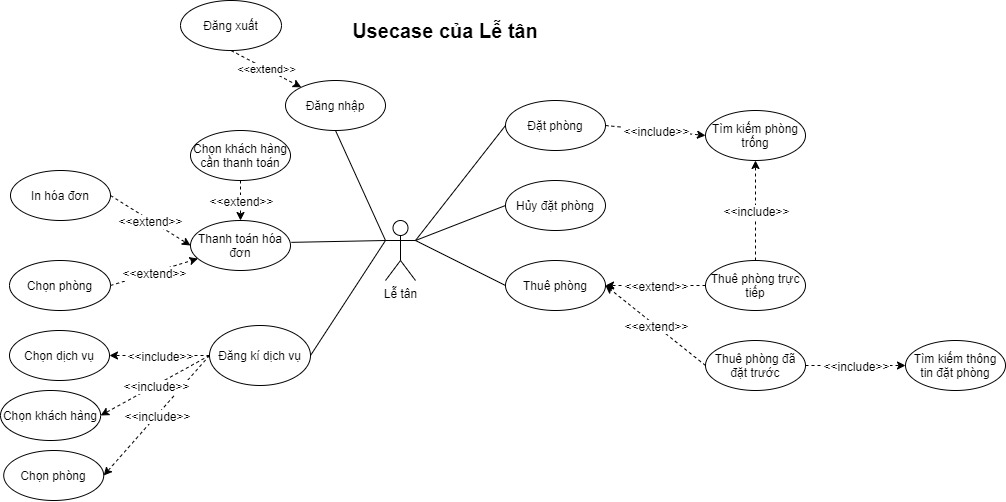 Usecase của Lễ tân
Đăng xuất
<<extend>>
Đăng nhập
Chọn khách hàng
cần thanh toán
<<extend>>
In hóa đơn
<<extend>>
Thanh toán hóa
đơn
Chọn phòng
<<extend>>
Đăng kí dịch vụ
Chọn dịch vụ
<<include>>
Chọn khách hàng
<<include>>
Chọn phòng
<<include>>
Lễ tân
Đặt phòng
<<include>>
Tìm kiếm phòng
trống
Hủy đặt phòng
<<include>>
Thuê phòng
<<extend>>
Thuê phòng trực
tiếp
<<extend>>
Thuê phòng đã
đặt trước
<<include>>
Tìm kiếm thông
tin đặt phòng